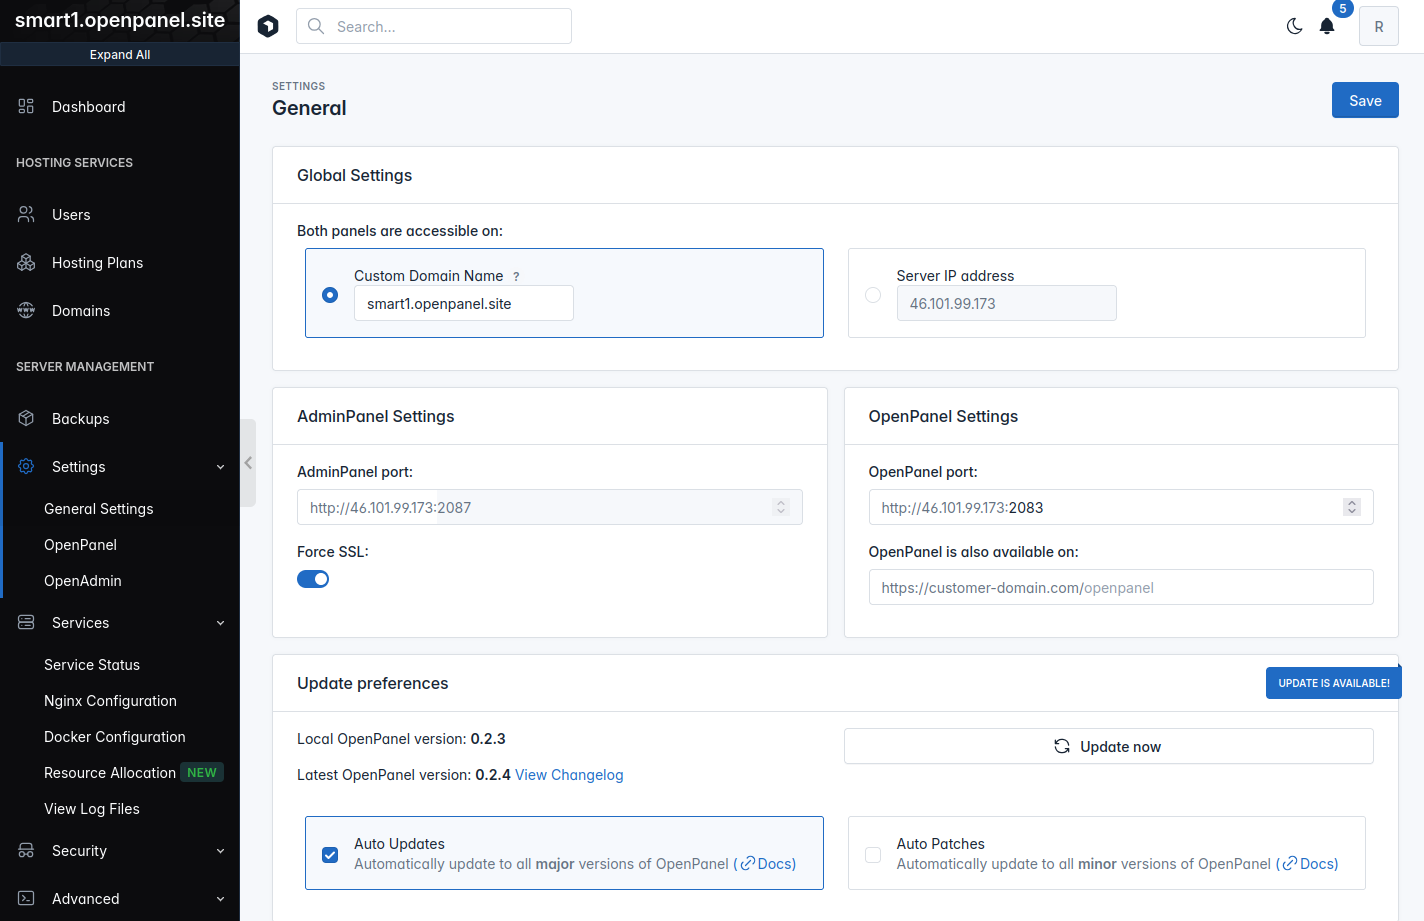 smart1.openpanel.site
Expand All
Dashboard
HOSTING SERVICES
Users
Hosting Plans
Domains
SERVER MANAGEMENT
Backups
Settings
General Settings
OpenPanel
OpenAdmin
Services
Service Status
Nginx Configuration
Docker Configuration
Resource Allocation NEW
View Log Files
Security
Advanced
Search...
5
R
SETTINGS
General
Save
Global Settings
Both panels are accessible on:
Custom Domain Name ?
smart1.openpanel.site
Server IP address
46.101.99.173
AdminPanel Settings
AdminPanel port:
http://46.101.99.173:2087
Force SSL:
OpenPanel Settings
OpenPanel port:
http://46.101.99.173:2083
OpenPanel is also available on:
https://customer-domain.com/openpanel
Update preferences
UPDATE IS AVAILABLE!
Local OpenPanel version: 0.2.3
Latest OpenPanel version: 0.2.4 View Changelog
Update now
Auto Updates
Automatically update to all major versions of OpenPanel (Docs)
Auto Patches
Automatically update to all minor versions of OpenPanel (Docs)